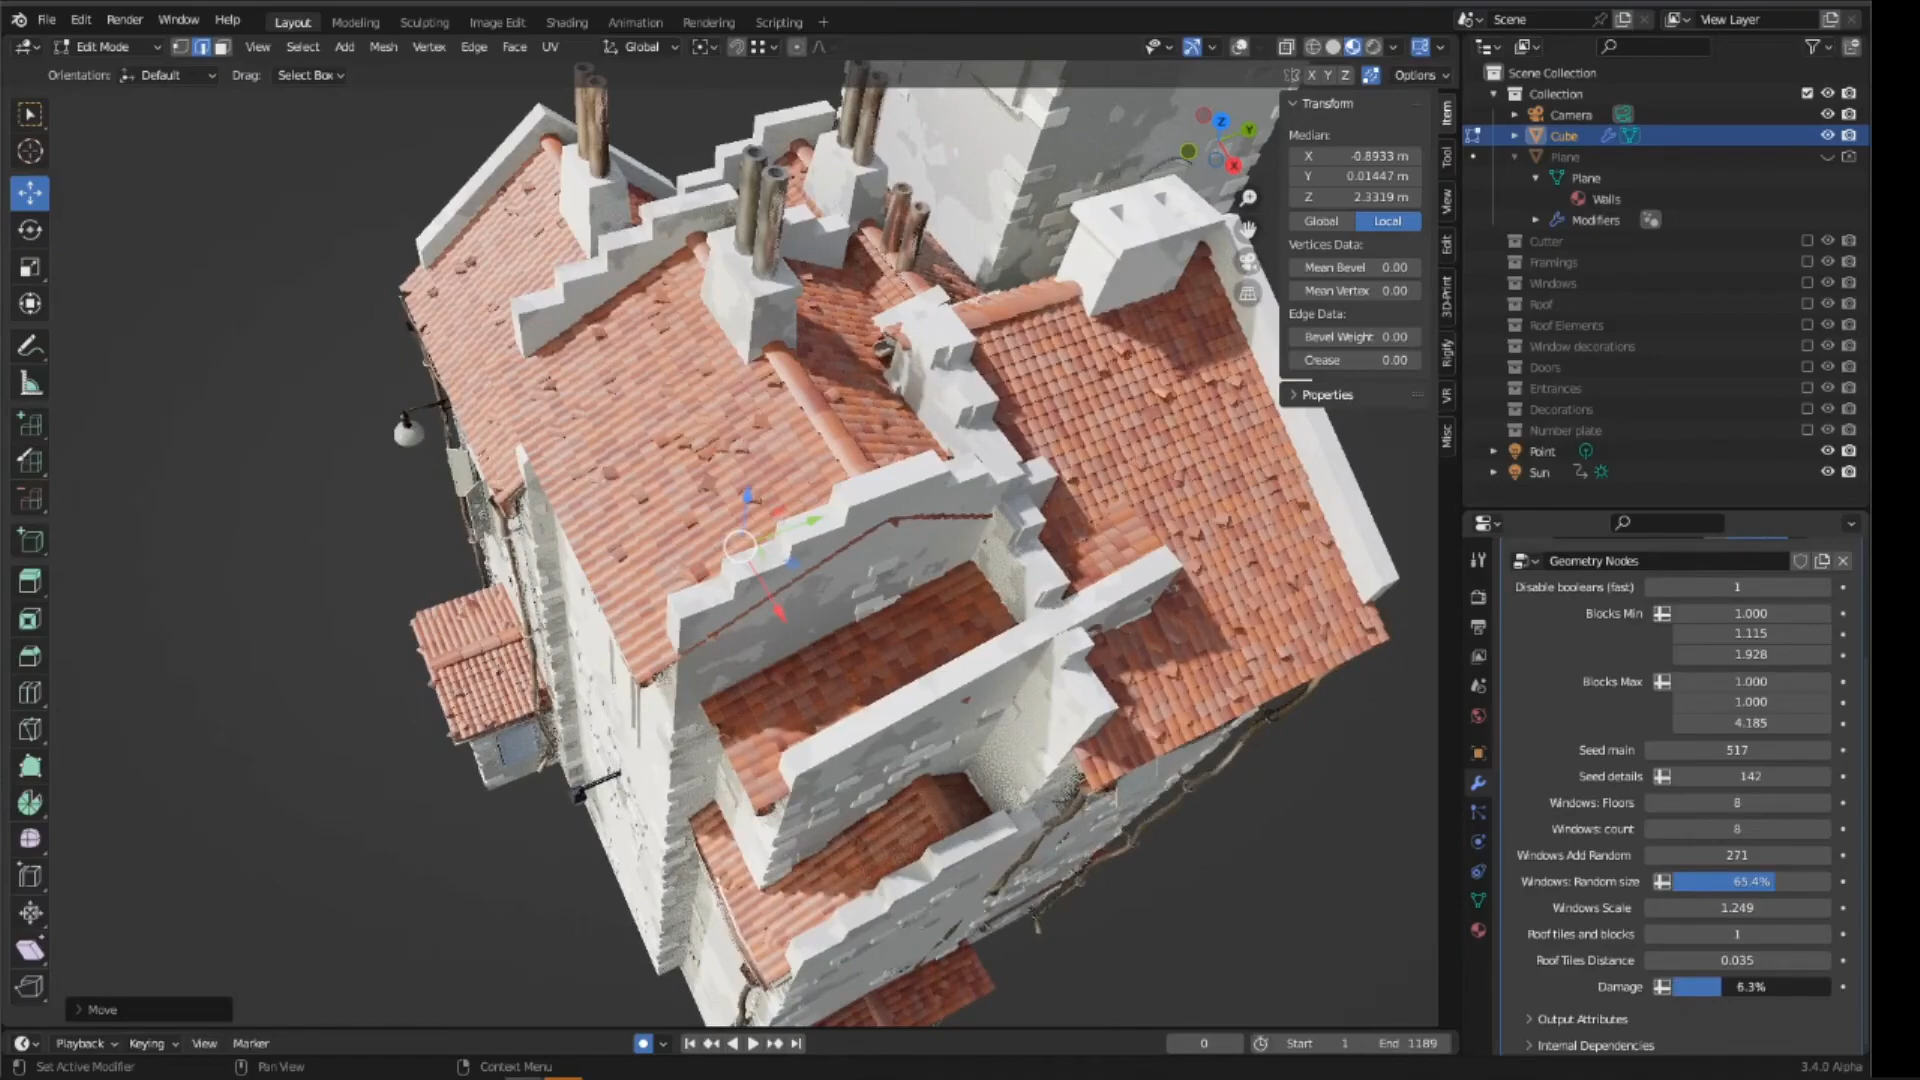 File Edit Render Window Help Layout Modeling Sculpting Image Edit Shading Animation Rendering Scripting + Scene View Layer
Edit Mode View Select Add Mesh Vertex Edge Face UV Global
Orientation: Default Drag: Select Box X Y Z Options
Transform
Median:
X -0.8933 m
Y 0.01447 m
Z 2.3319 m
Global Local
Vertices Data:
Mean Bevel 0.00
Mean Vertex 0.00
Edge Data:
Bevel Weight 0.00
Crease 0.00
Properties
Item
Tool
View
Edit
3D-Print
Rigify
VR
Misc
Z
Y
X
Scene Collection
Collection
Camera
Cube
Plane
Plane
Walls
Modifiers
Cutter
Framings
Windows
Roof
Roof Elements
Window decorations
Doors
Entrances
Decorations
Number plate
Point
Sun
Geometry Nodes
Disable booleans (fast) 1
Blocks Min 1.000
1.115
1.928
Blocks Max 1.000
1.000
4.185
Seed main 517
Seed details 142
Windows: Floors 8
Windows: count 8
Windows Add Random 271
Windows: Random size 65.4%
Windows Scale 1.249
Roof tiles and blocks 1
Roof Tiles Distance 0.035
Damage 6.3%
Output Attributes
Internal Dependencies
Move
Playback Keying View Marker 0 Start 1 End 1189
Set Active Modifier Pan View Context Menu 3.4.0 Alpha